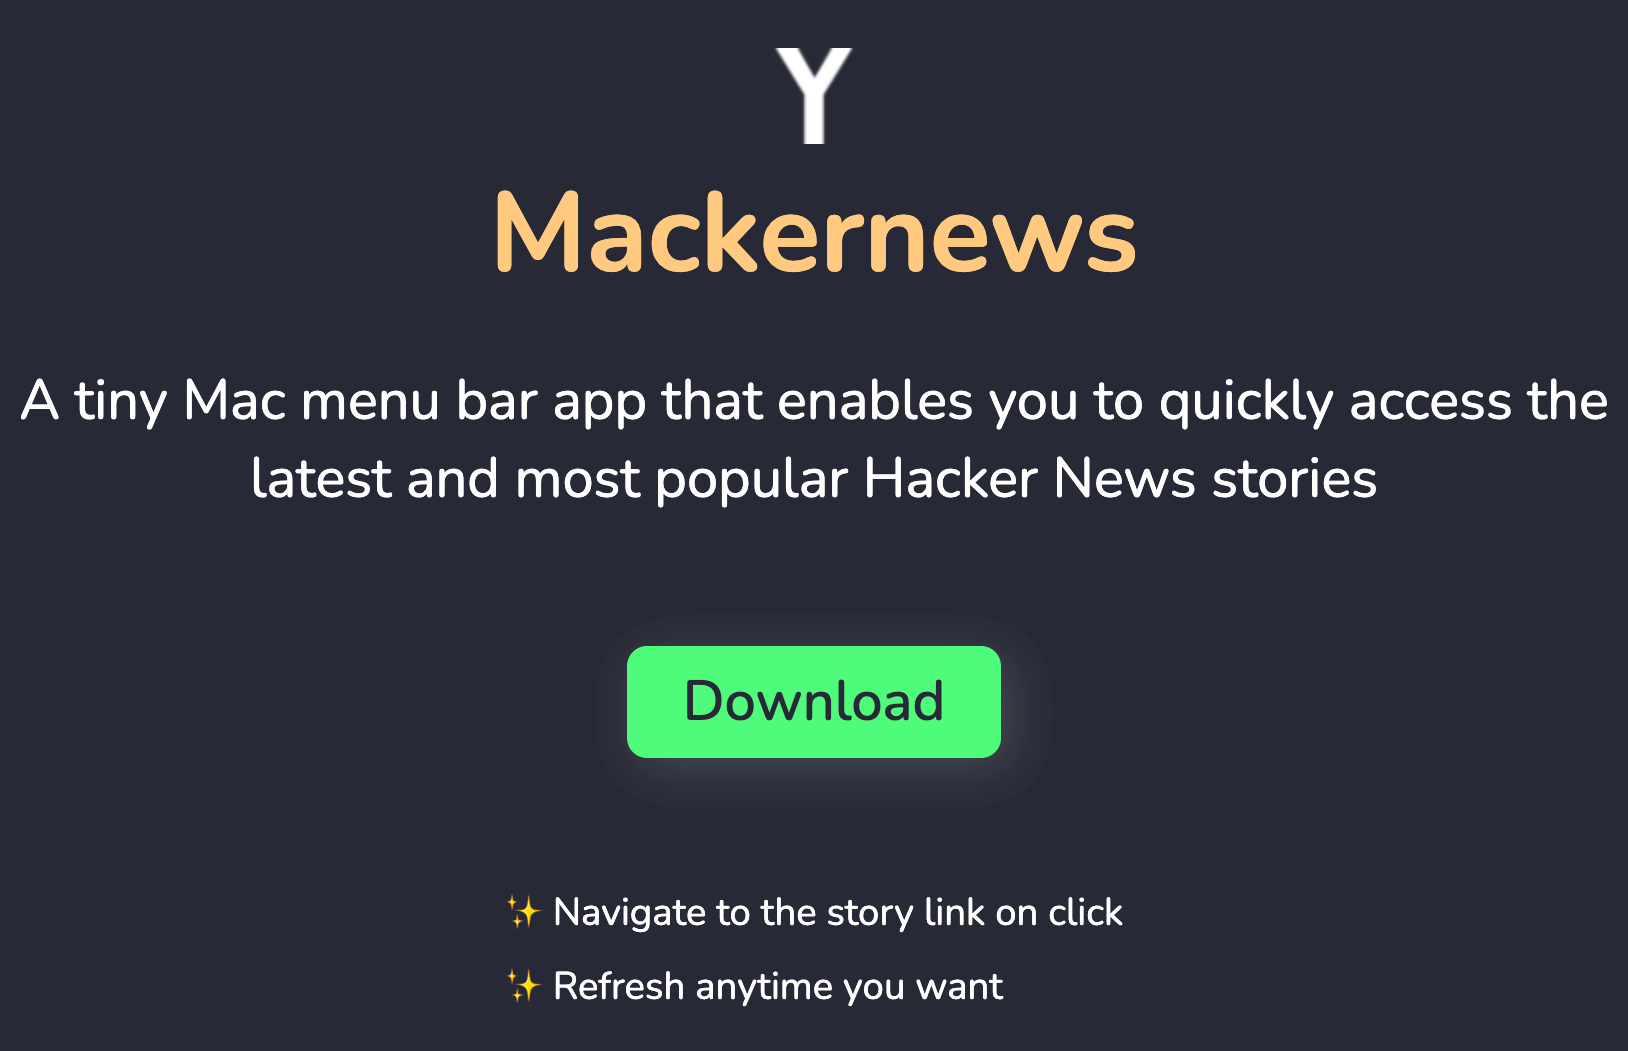 Y
Mackernews
A tiny Mac menu bar app that enables you to quickly access the
latest and most popular Hacker News stories
Download
✨ Navigate to the story link on click
✨ Refresh anytime you want